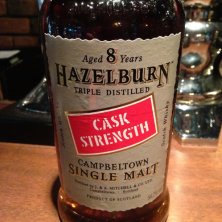 Aged 8 Years
HAZELBURN
TRIPLE DISTILLED
CASK
STRENGTH
CAMPBELTOWN
SINGLE MALT
PRODUCT OF SCOTLAND